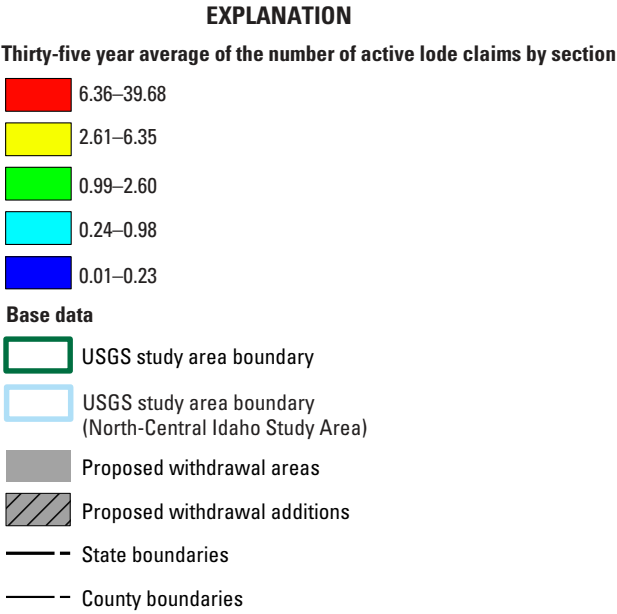 EXPLANATION
Thirty-five year average of the number of active lode claims by section
6.36–39.68
2.61–6.35
0.99–2.60
0.24–0.98
0.01–0.23
Base data
USGS study area boundary
USGS study area boundary
(North-Central Idaho Study Area)
Proposed withdrawal areas
Proposed withdrawal additions
State boundaries
County boundaries